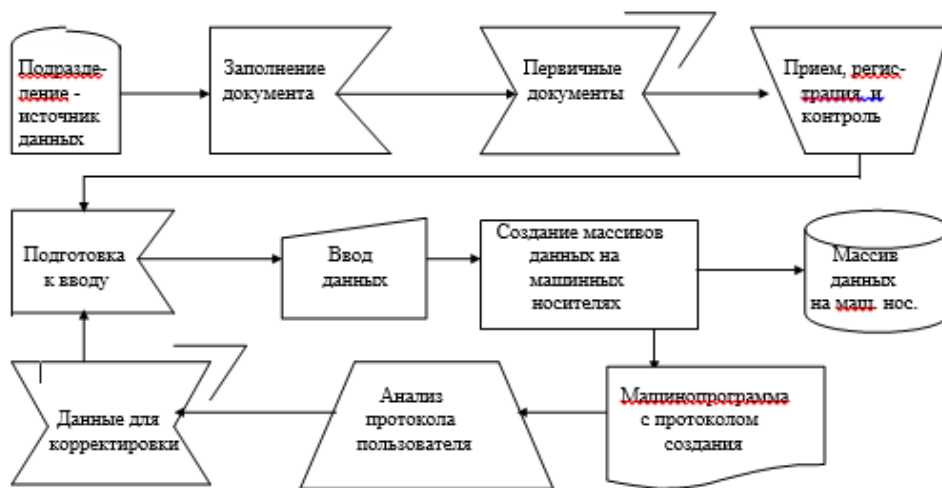 Подразде-
ление -
источник
данных
Заполнение
документа
Первичные
документы
Прием, регис-
трация, и
контроль
Подготовка
к вводу
Ввод
данных
Создание массивов
данных на
машинных
носителях
Массив
данных
на маш. нос.
Данные для
корректировки
Анализ
протокола
пользователя
Машинопрограмма
с протоколом
создания